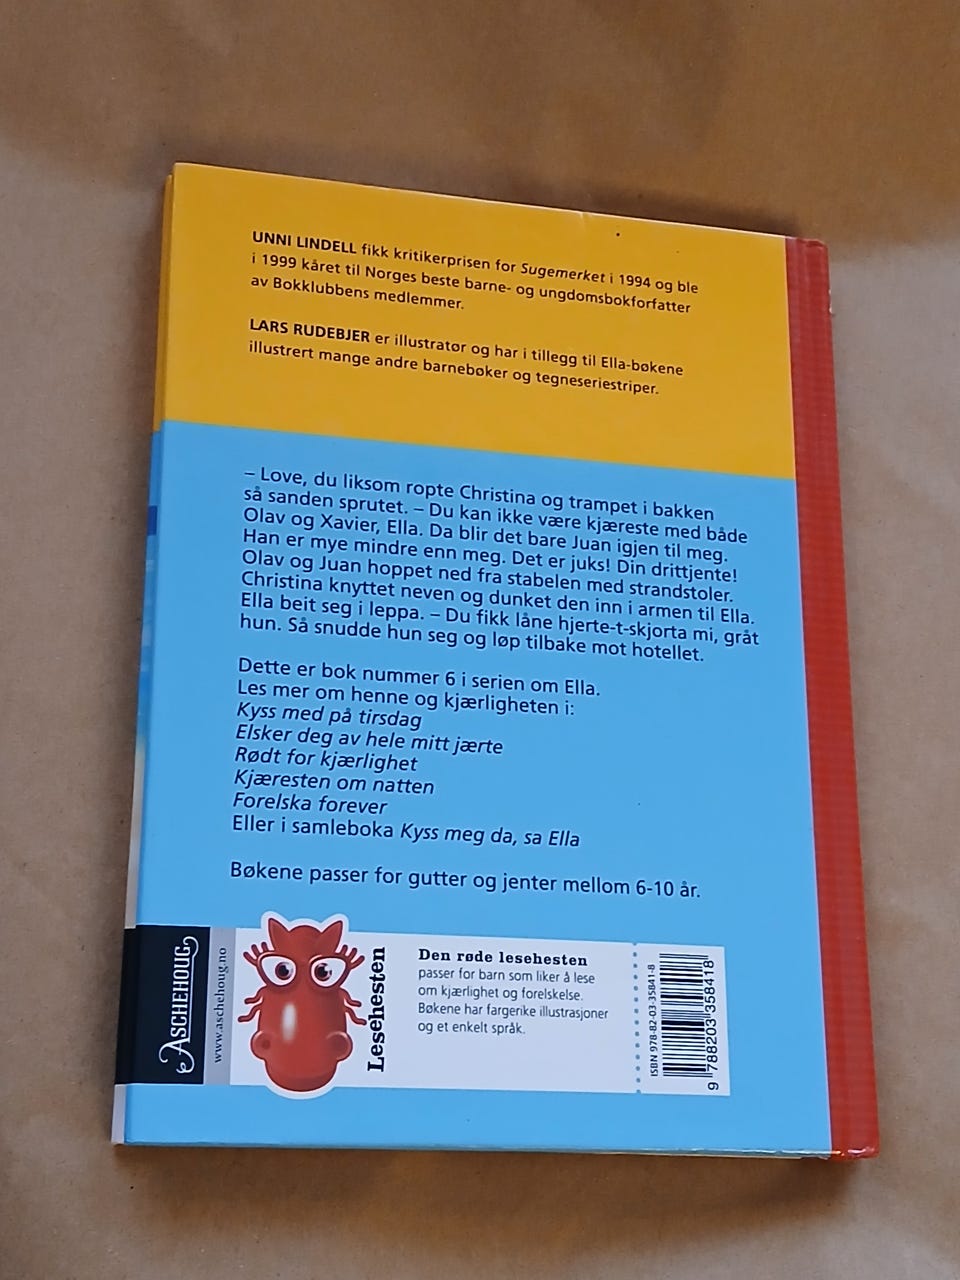 UNNI LINDELL fikk kritikerprisen for Sugemerket i 1994 og ble
i 1999 kåret til Norges beste barne- og ungdomsbokforfatter
av Bokklubbens medlemmer.
LARS RUDEBJER er illustratør og har i tillegg til Ella-bøkene
illustrert mange andre barnebøker og tegneseriestriper.
– Love, du liksom ropte Christina og trampet i bakken
så sanden sprutet. – Du kan ikke være kjæreste med både
Olav og Xavier, Ella. Da blir det bare Juan igjen til meg.
Han er mye mindre enn meg. Det er juks! Din drittjente!
Olav og Juan hoppet ned fra stabelen med strandstoler.
Christina knyttet neven og dunket den inn i armen til Ella.
Ella beit seg i leppa. – Du fikk låne hjerte-t-skjorta mi, gråt
hun. Så snudde hun seg og løp tilbake mot hotellet.
Dette er bok nummer 6 i serien om Ella.
Les mer om henne og kjærligheten i:
Kyss med på tirsdag
Elsker deg av hele mitt jærte
Rødt for kjærlighet
Kjæresten om natten
Forelska forever
Eller i samleboka Kyss meg da, sa Ella
Bøkene passer for gutter og jenter mellom 6-10 år.
ASCHEHOUG
www.aschehoug.no
Lesehesten
Den røde lesehesten
passer for barn som liker å lese
om kjærlighet og forelskelse.
Bøkene har fargerike illustrasjoner
og et enkelt språk.
ISBN 978-82-03-35841-8
9 788203 358418